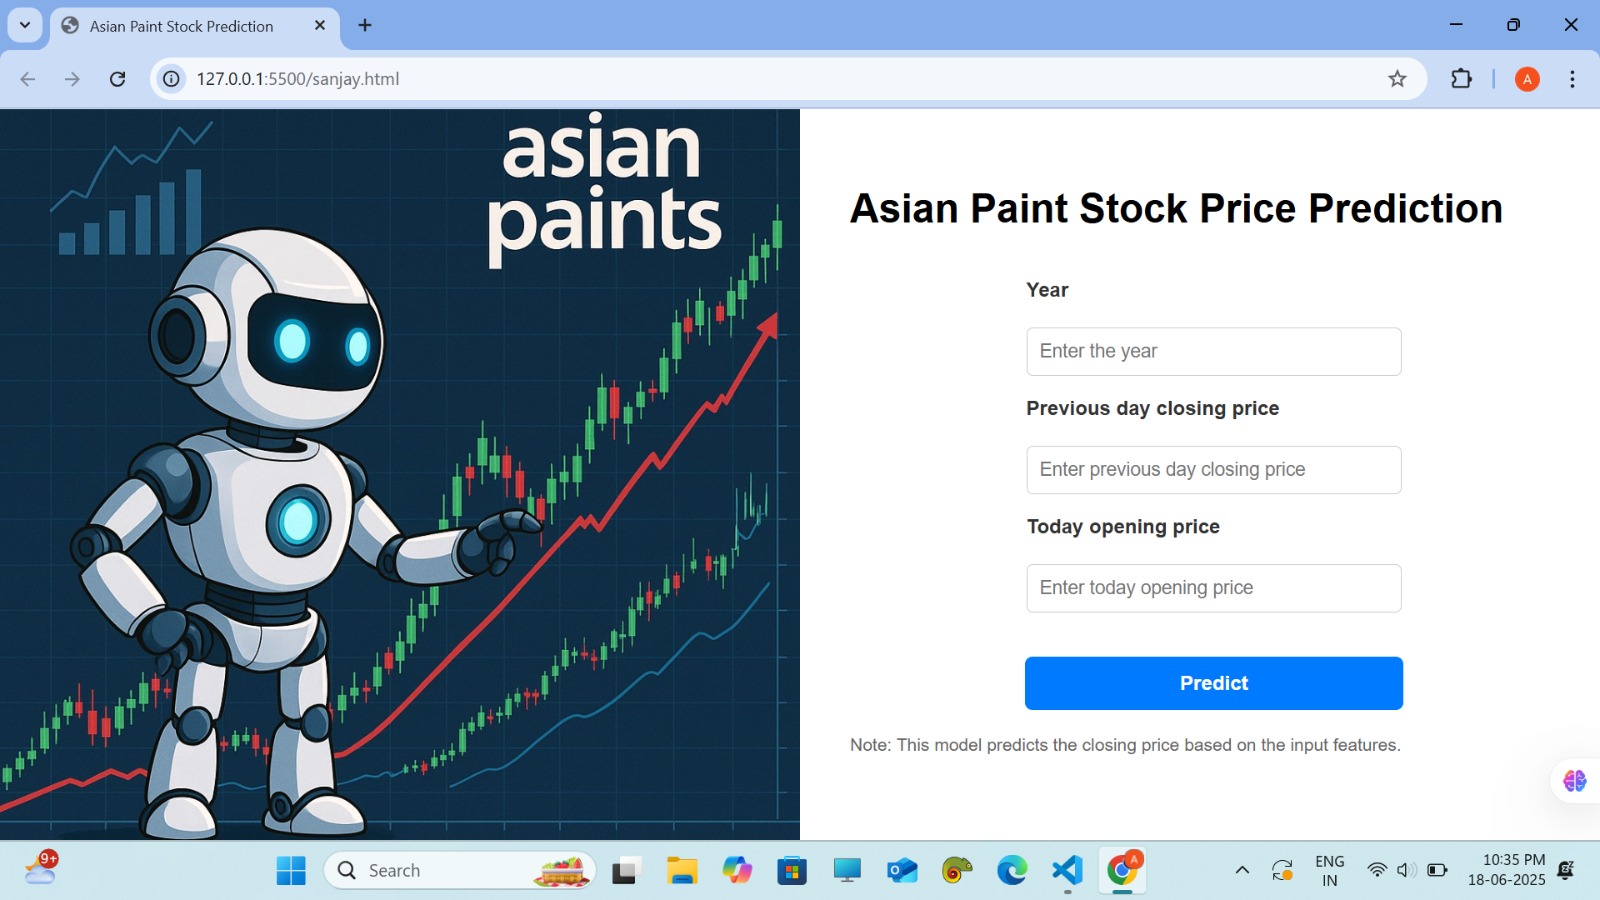 Asian Paint Stock Prediction
127.0.0.1:5500/sanjay.html
A
asian
paints
Asian Paint Stock Price Prediction
Year
Enter the year
Previous day closing price
Enter previous day closing price
Today opening price
Enter today opening price
Predict
Note: This model predicts the closing price based on the input features.
9+
Search
A
ENG
IN
10:35 PM
18-06-2025